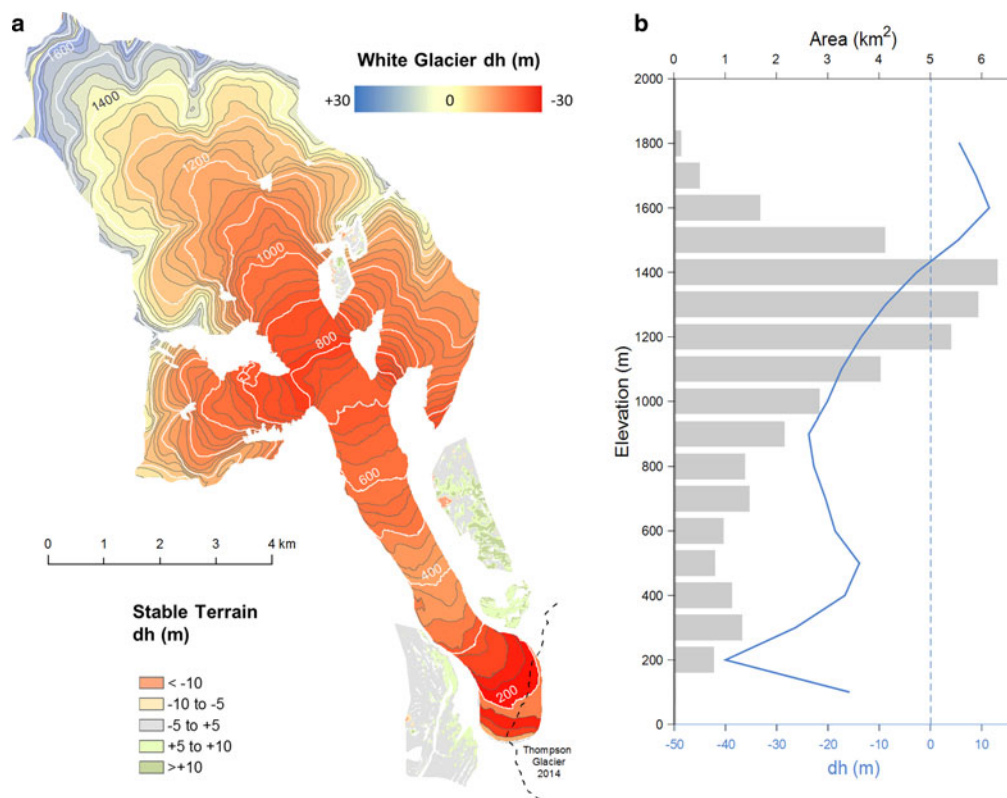 a
White Glacier dh (m)
+30 0 -30
1600
1400
1200
1000
800
600
400
200
0 1 2 3 4 km
Stable Terrain
dh (m)
< -10
-10 to -5
-5 to +5
+5 to +10
>+10
Thompson
Glacier
2014
b
Area (km2)
0 1 2 3 4 5 6
Elevation (m)
2000
1800
1600
1400
1200
1000
800
600
400
200
0
-50 -40 -30 -20 -10 0 10
dh (m)